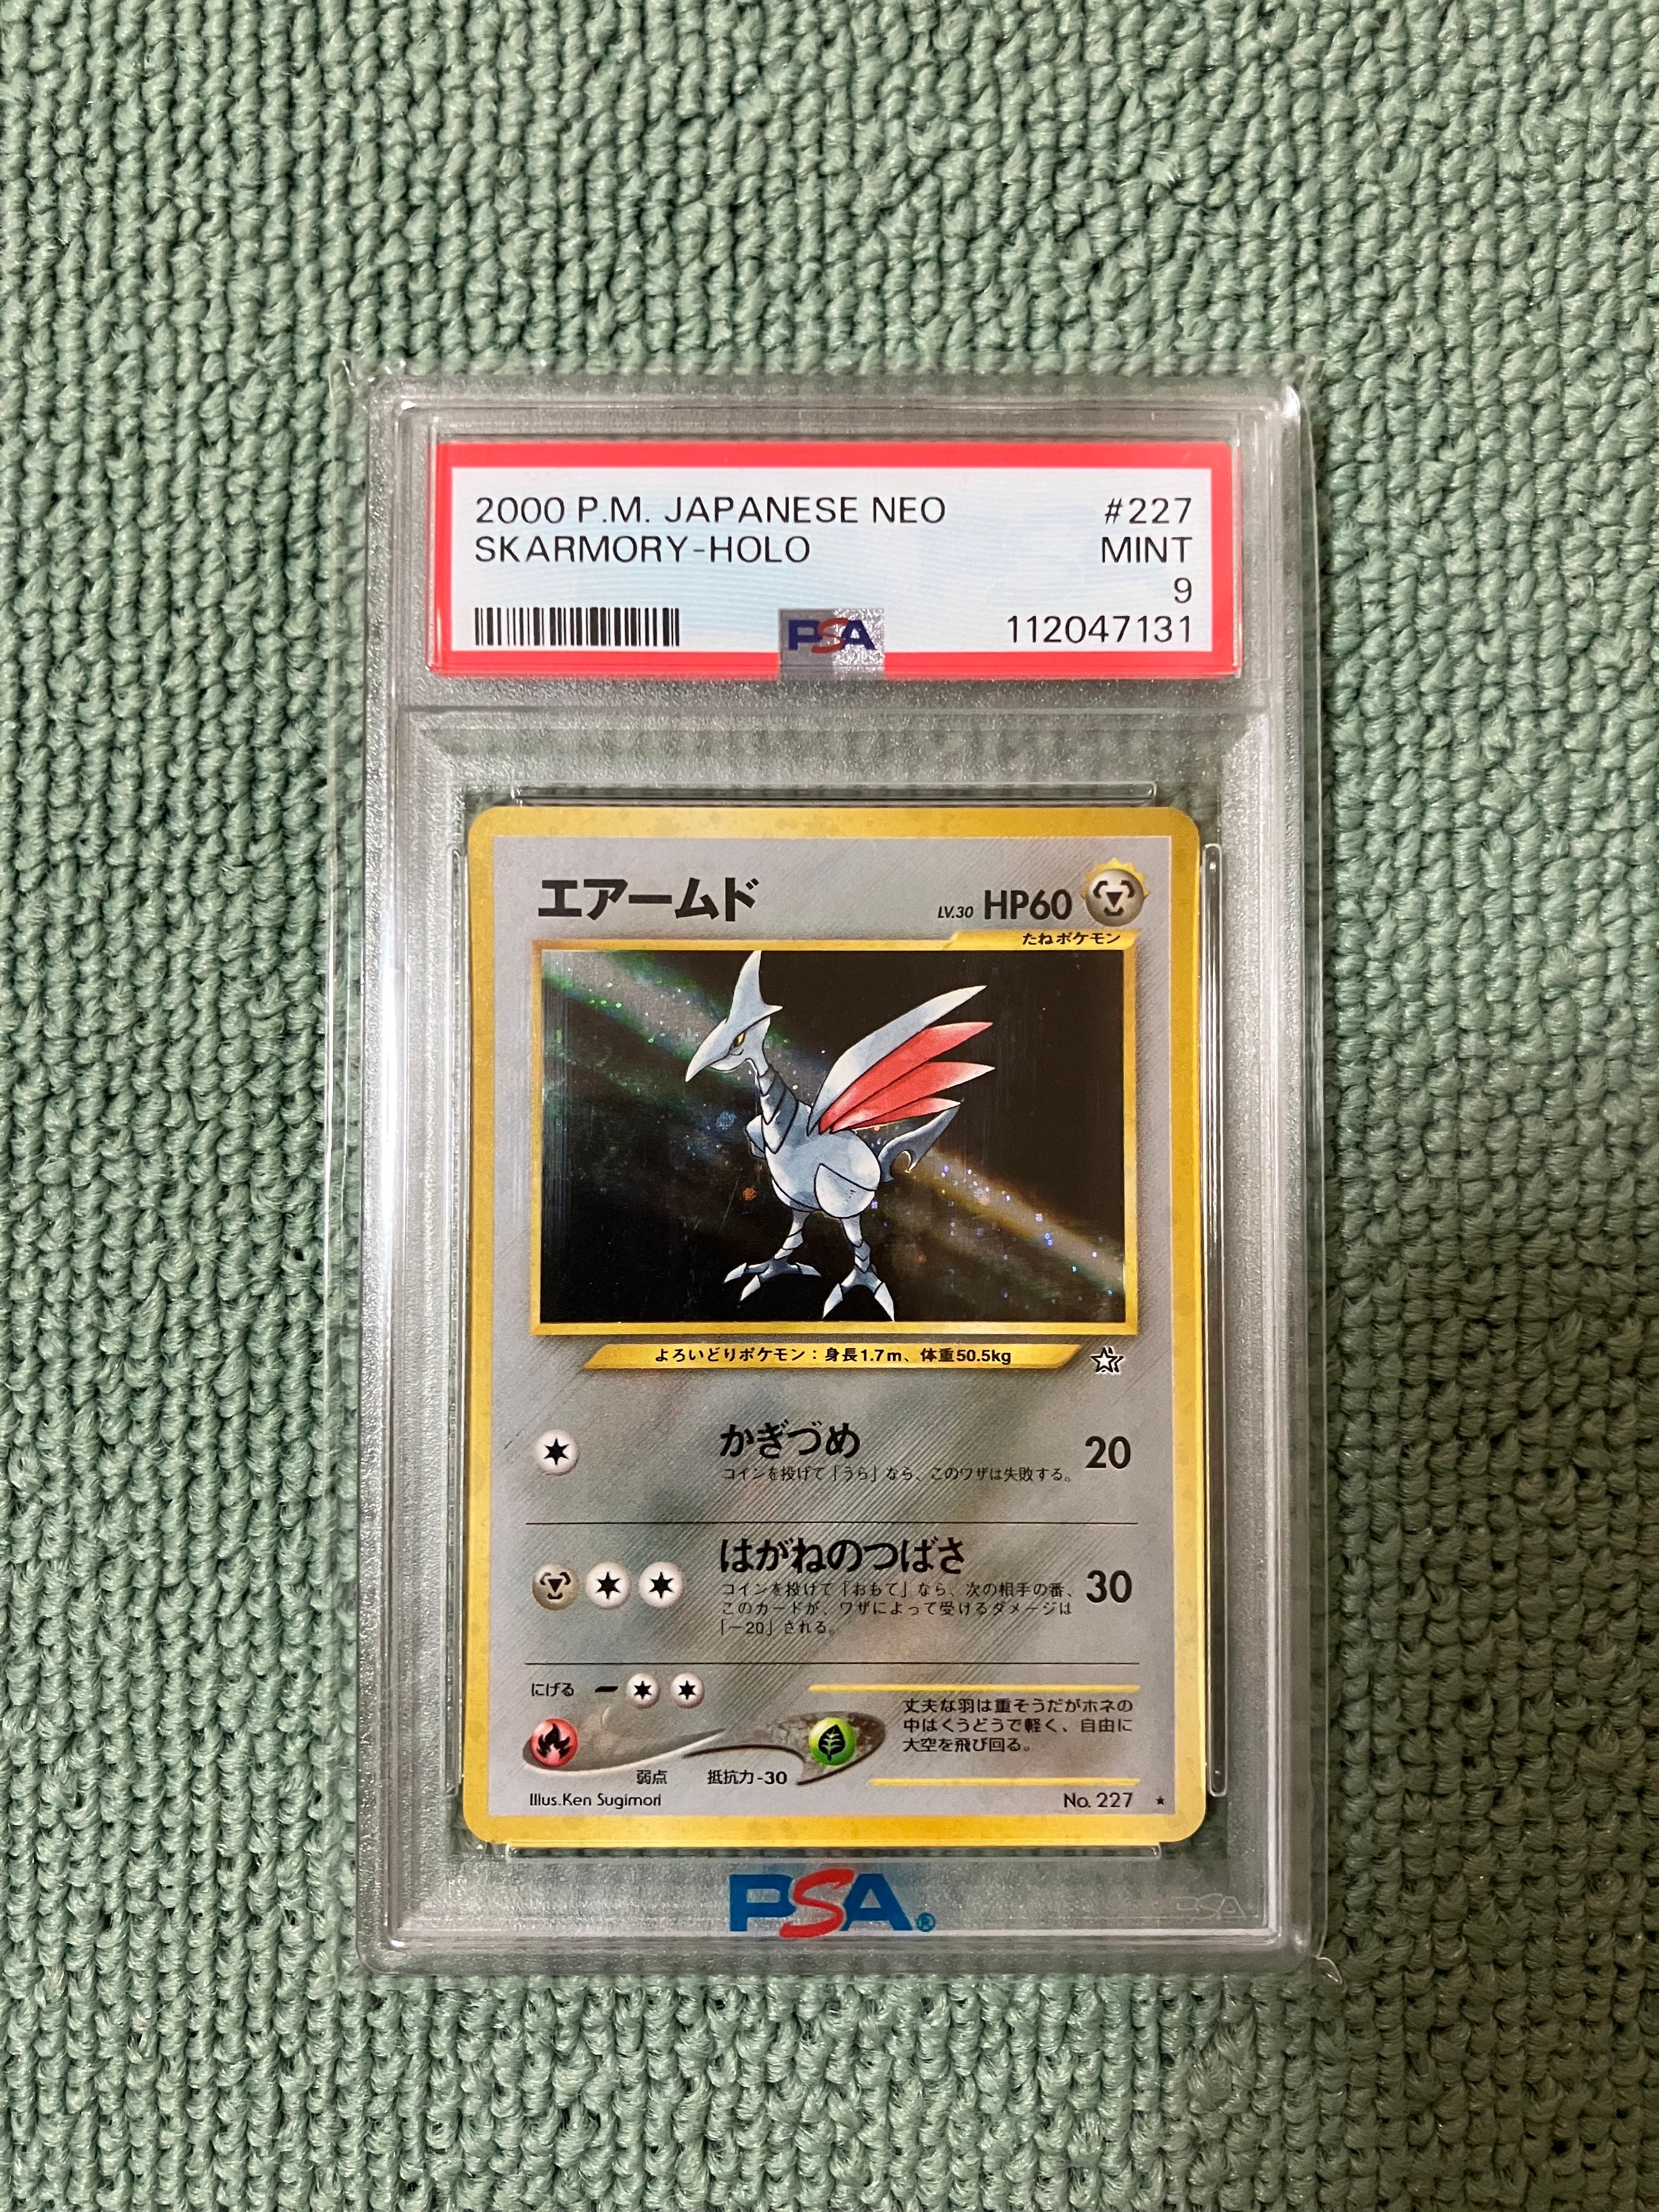 2000 P.M. JAPANESE NEO #227
SKARMORY-HOLO MINT
9
PSA 112047131
エアームド LV.30 HP60
たねポケモン
よろいどりポケモン：身長1.7m、体重50.5kg
かぎづめ 20
コインを投げて「うら」なら、このワザは失敗する。
はがねのつばさ 30
コインを投げて「おもて」なら、次の相手の番、
このカードが、ワザによって受けるダメージは
「−20」される。
にげる
丈夫な羽は重そうだがホネの
中はくうどうで軽く、自由に
大空を飛び回る。
弱点 抵抗力-30
Illus.Ken Sugimori No. 227 ★
PSA®
PSA